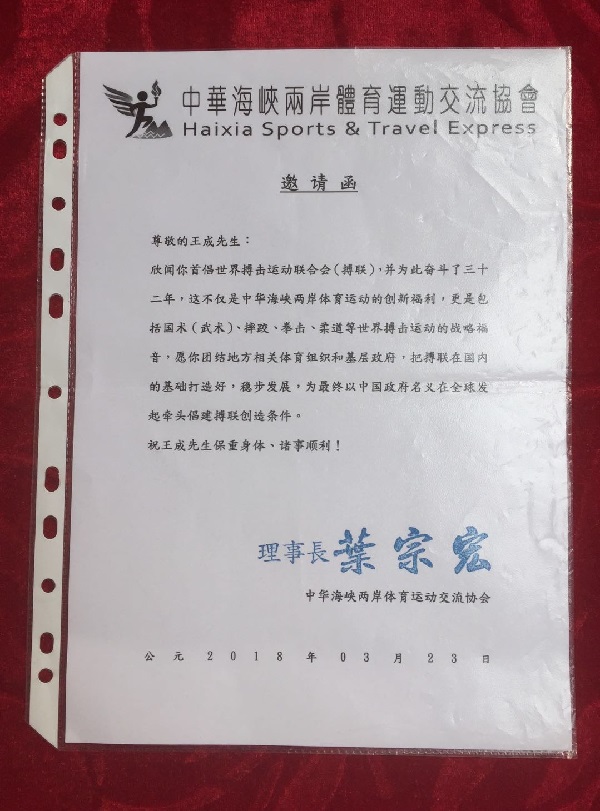 中華海峽兩岸體育運動交流協會
Haixia Sports & Travel Express
邀请函
尊敬的王成先生：
欣闻你首倡世界搏击运动联合会（搏联），并为此奋斗了三十
二年，这不仅是中华海峡两岸体育运动的创新福利，更是包
括国术（武术）、摔跤、拳击、柔道等世界搏击运动的战略福
音，愿你团结地方相关体育组织和基层政府，把搏联在国内
的基础打造好，稳步发展，为最终以中国政府名义在全球发
起牵头倡建搏联创造条件。
祝王成先生保重身体、诸事顺利！
理事長 葉宗宏
中华海峡两岸体育运动交流协会
公元2018年03月23日